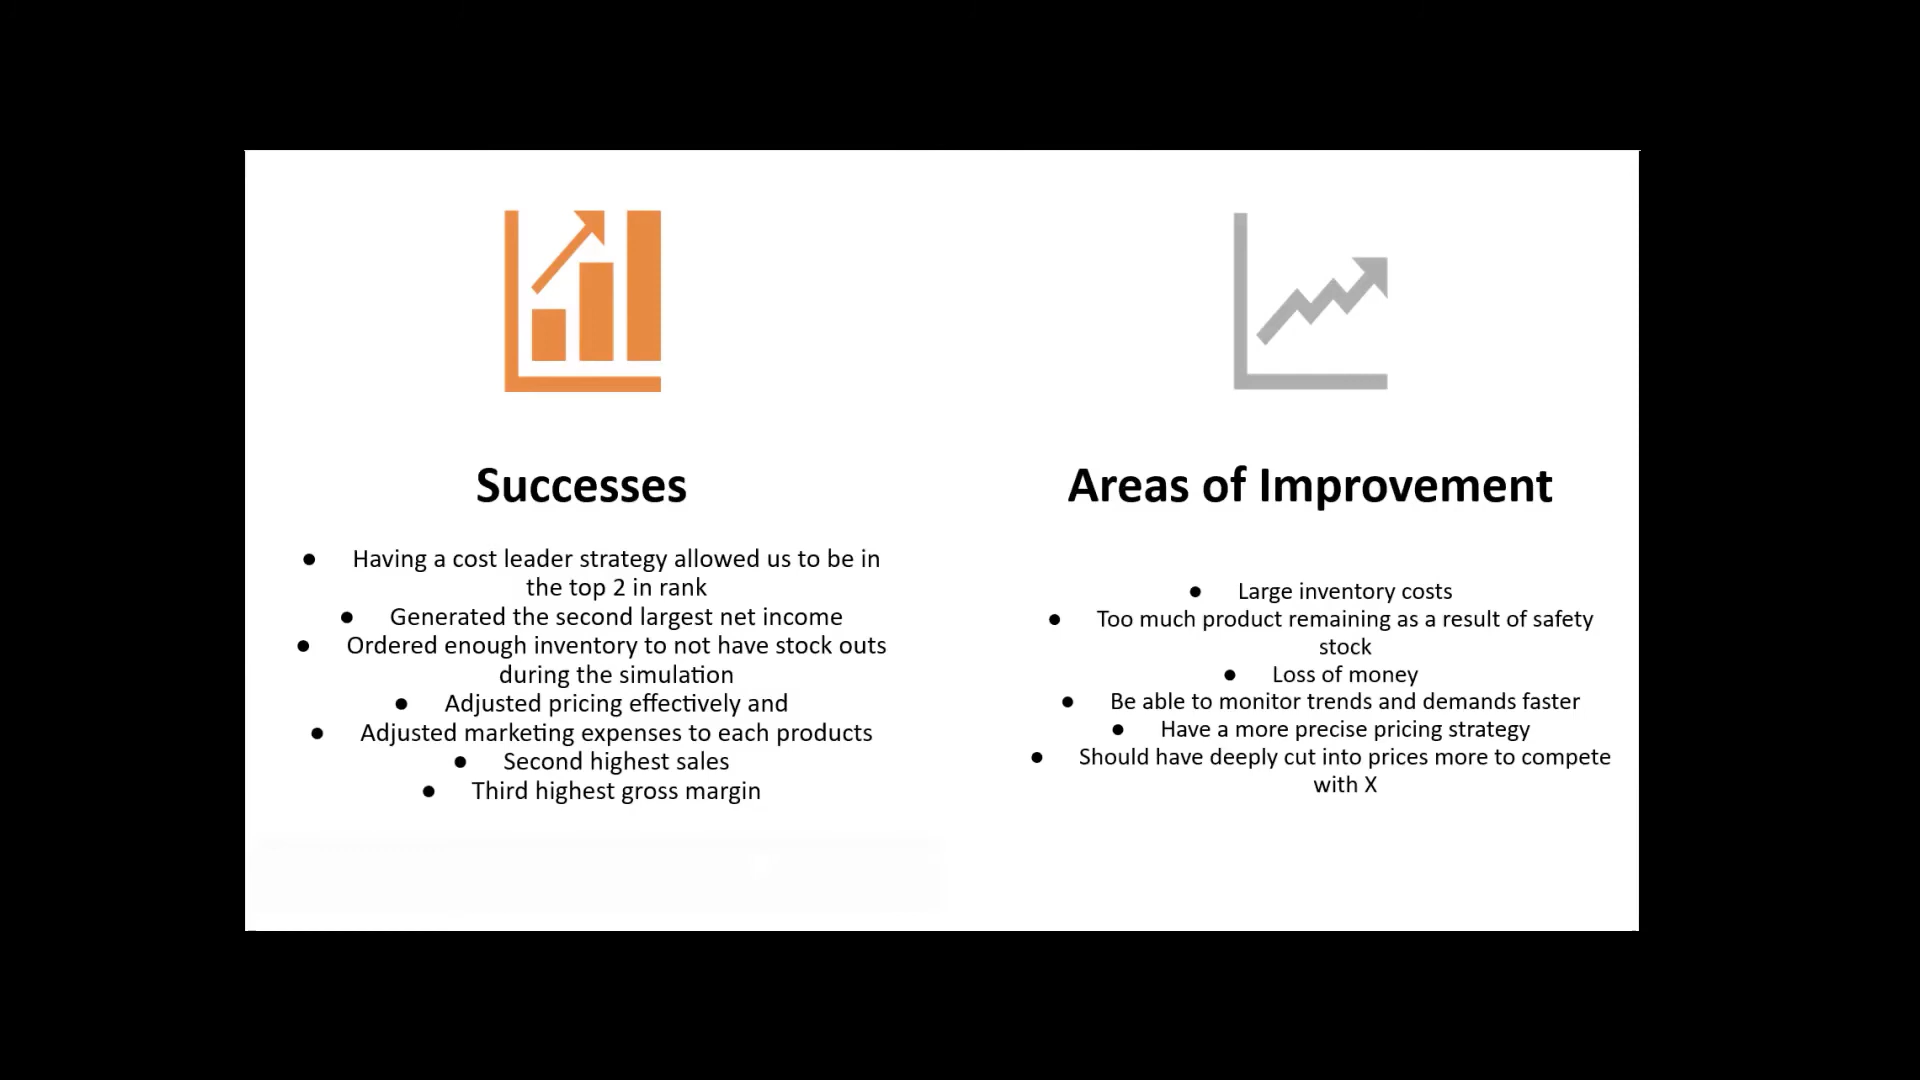 Successes
● Having a cost leader strategy allowed us to be in
the top 2 in rank
● Generated the second largest net income
● Ordered enough inventory to not have stock outs
during the simulation
● Adjusted pricing effectively and
● Adjusted marketing expenses to each products
● Second highest sales
● Third highest gross margin
Areas of Improvement
● Large inventory costs
● Too much product remaining as a result of safety
stock
● Loss of money
● Be able to monitor trends and demands faster
● Have a more precise pricing strategy
● Should have deeply cut into prices more to compete
with X